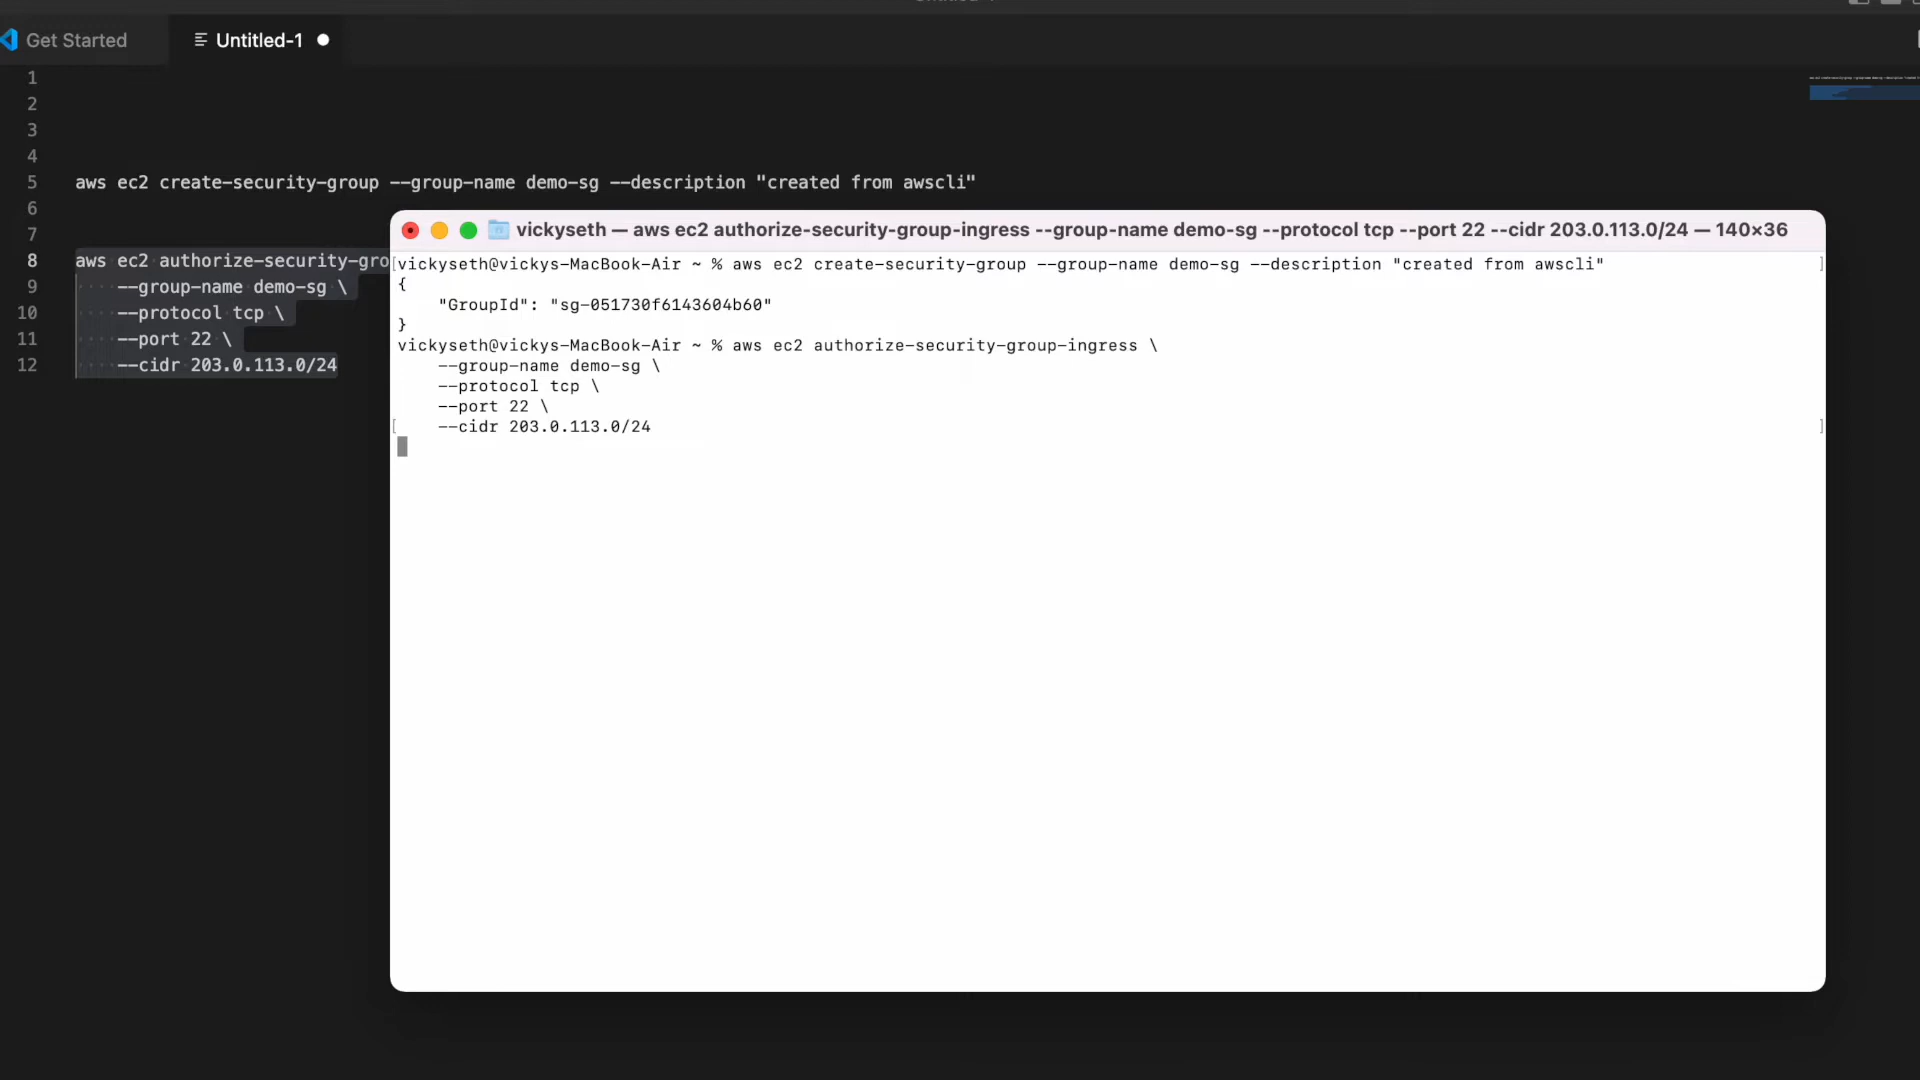 Get Started
Untitled-1
1
2
3
4
5 aws ec2 create-security-group --group-name demo-sg --description "created from awscli"
6
7
8 aws ec2 authorize-security-gro
9 --group-name demo-sg \
10 --protocol tcp \
11 --port 22 \
12 --cidr 203.0.113.0/24
vickyseth — aws ec2 authorize-security-group-ingress --group-name demo-sg --protocol tcp --port 22 --cidr 203.0.113.0/24 — 140×36
[vickyseth@vickys-MacBook-Air ~ % aws ec2 create-security-group --group-name demo-sg --description "created from awscli" ]
{
"GroupId": "sg-051730f6143604b60"
}
vickyseth@vickys-MacBook-Air ~ % aws ec2 authorize-security-group-ingress \
--group-name demo-sg \
--protocol tcp \
--port 22 \
[ --cidr 203.0.113.0/24 ]